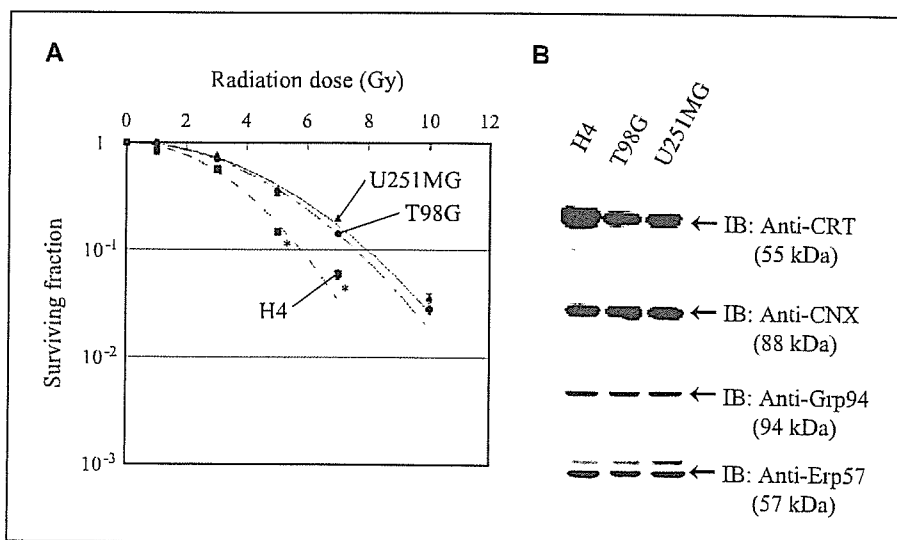 A
Radiation dose (Gy)
0 2 4 6 8 10 12
1
10-1
10-2
10-3
Surviving fraction
U251MG
T98G
*
H4
*
B
H4
T98G
U251MG
← IB: Anti-CRT
(55 kDa)
← IB: Anti-CNX
(88 kDa)
← IB: Anti-Grp94
(94 kDa)
← IB: Anti-Erp57
(57 kDa)